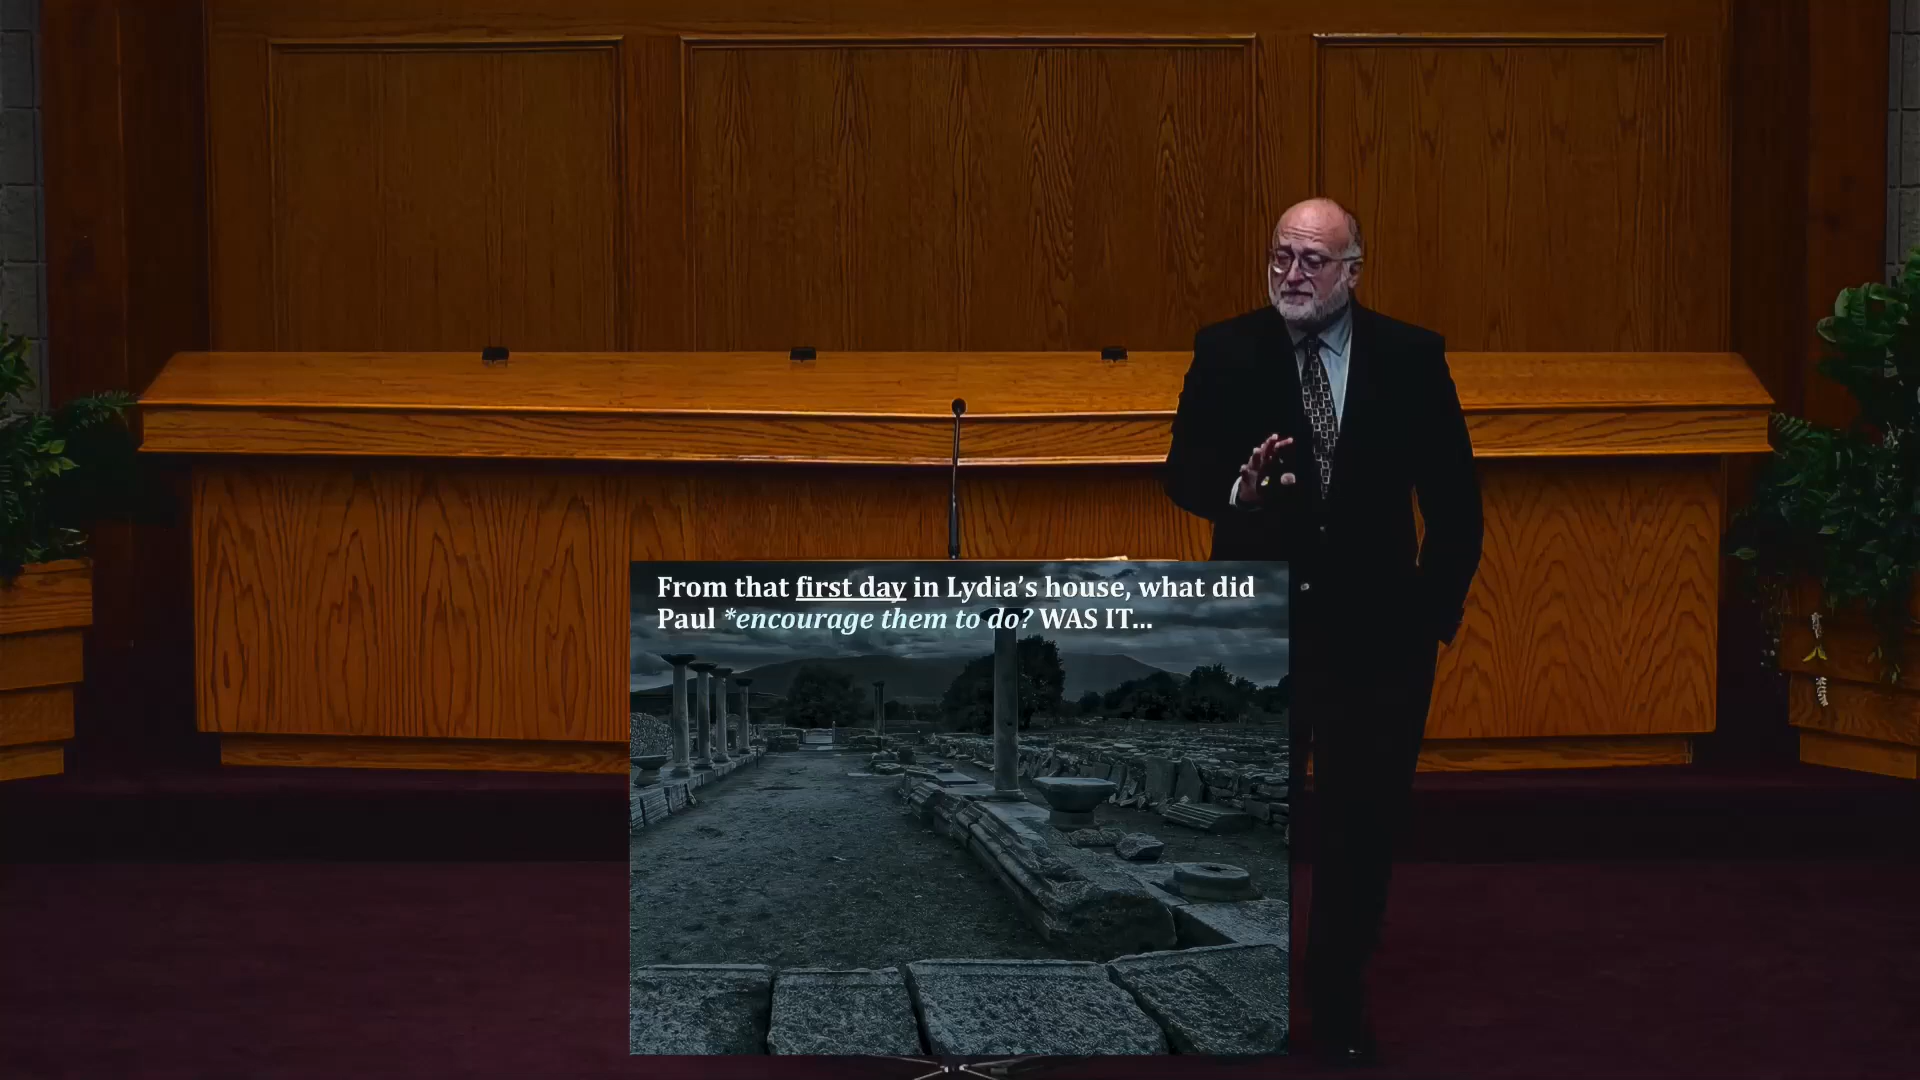 From that first day in Lydia's house, what did
Paul *encourage them to do? WAS IT...